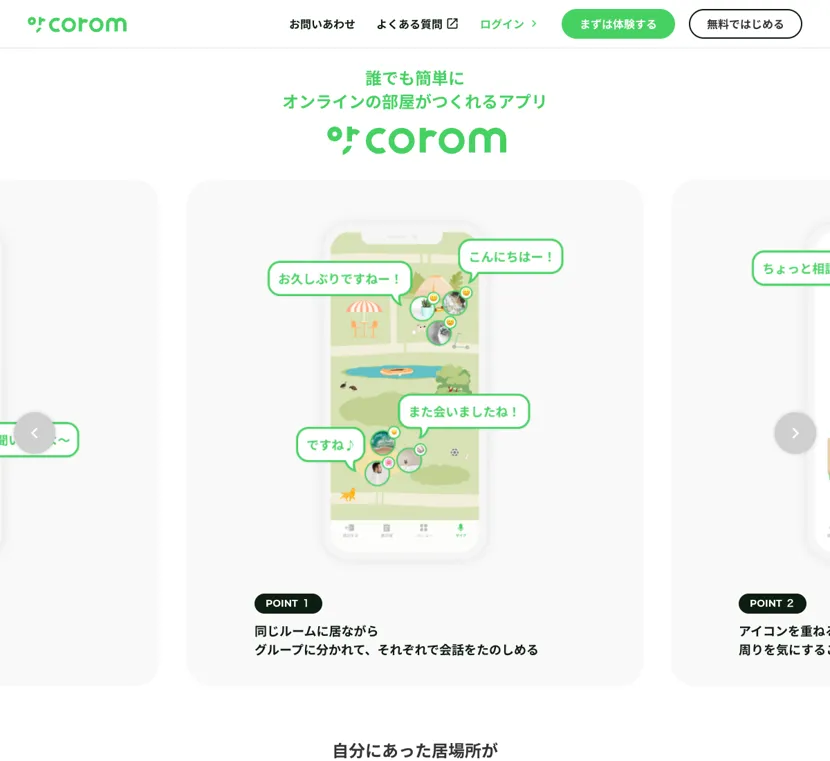 corom
お問いあわせ
よくある質問
ログイン
まずは体験する
無料ではじめる
誰でも簡単に
オンラインの部屋がつくれるアプリ
corom
こんにちはー！
お久しぶりですねー！
ちょっと相談
また会いましたね！
ですね♪
POINT 1
同じルームに居ながら
グループに分かれて、それぞれで会話をたのしめる
POINT 2
アイコンを重ねる
周りを気にするこ
自分にあった居場所が